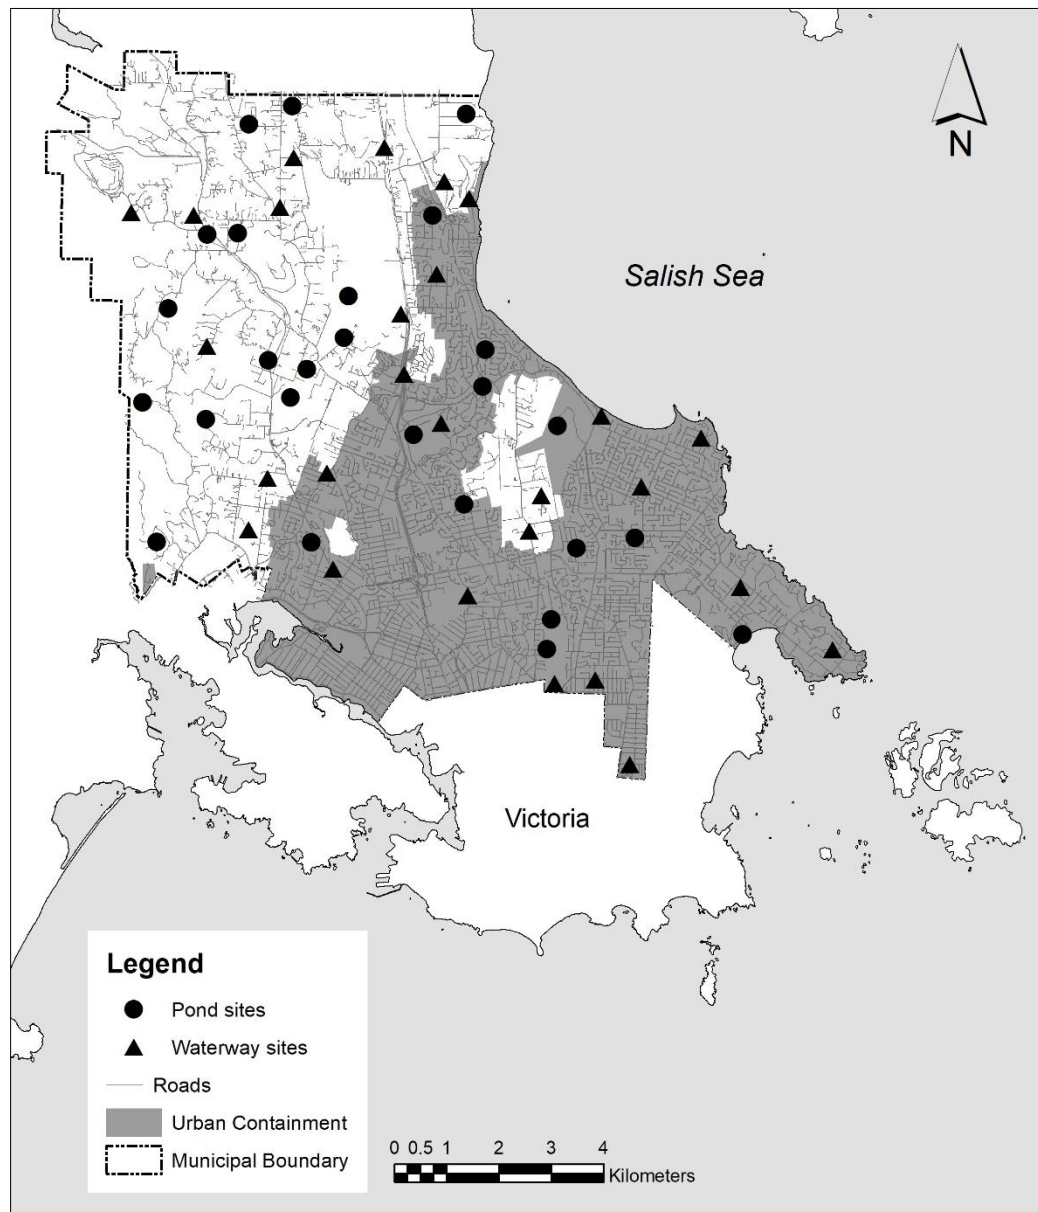 N
Salish Sea
Victoria
Legend
Pond sites
Waterway sites
Roads
Urban Containment
Municipal Boundary
0 0.5 1 2 3 4
Kilometers